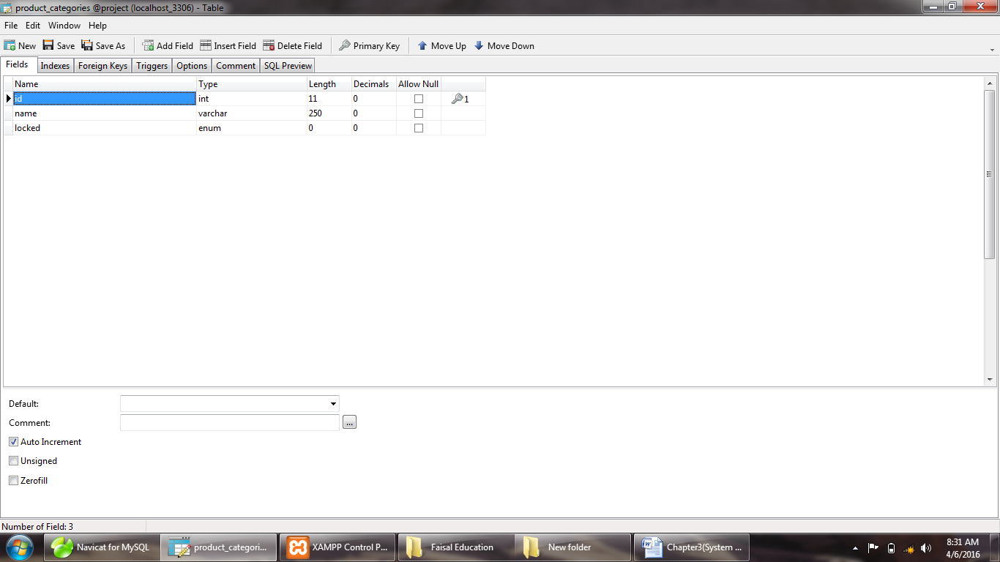 product_categories @project (localhost_3306) - Table
File Edit Window Help
New Save Save As Add Field Insert Field Delete Field Primary Key Move Up Move Down
Fields Indexes Foreign Keys Triggers Options Comment SQL Preview
Name Type Length Decimals Allow Null
id int 11 0 1
name varchar 250 0
locked enum 0 0
Default:
Comment: ...
Auto Increment
Unsigned
Zerofill
Number of Field: 3
Navicat for MySQL product_categori... XAMPP Control P... Faisal Education New folder Chapter3(System ... 8:31 AM
4/6/2016